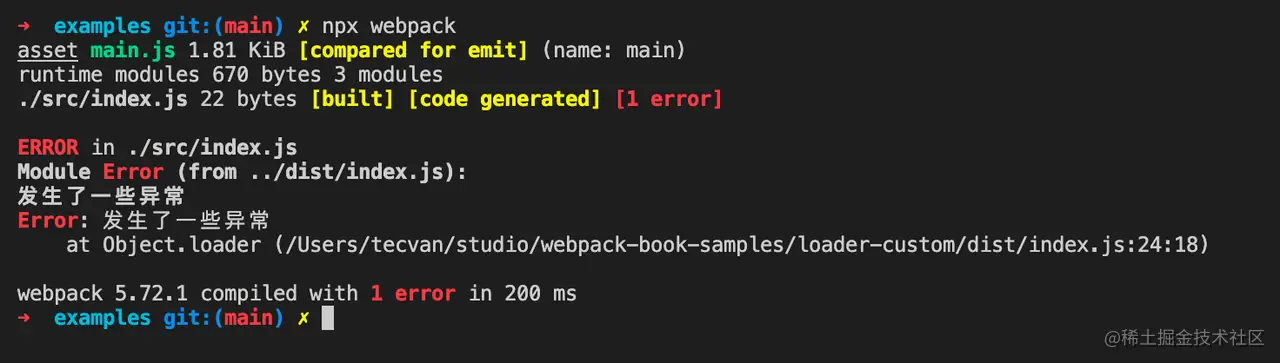 ➜  examples git:(main) ✗ npx webpack
asset main.js 1.81 KiB [compared for emit] (name: main)
runtime modules 670 bytes 3 modules
./src/index.js 22 bytes [built] [code generated] [1 error]

ERROR in ./src/index.js
Module Error (from ../dist/index.js):
发生了一些异常
Error: 发生了一些异常
    at Object.loader (/Users/tecvan/studio/webpack-book-samples/loader-custom/dist/index.js:24:18)

webpack 5.72.1 compiled with 1 error in 200 ms
➜  examples git:(main) ✗
@稀土掘金技术社区